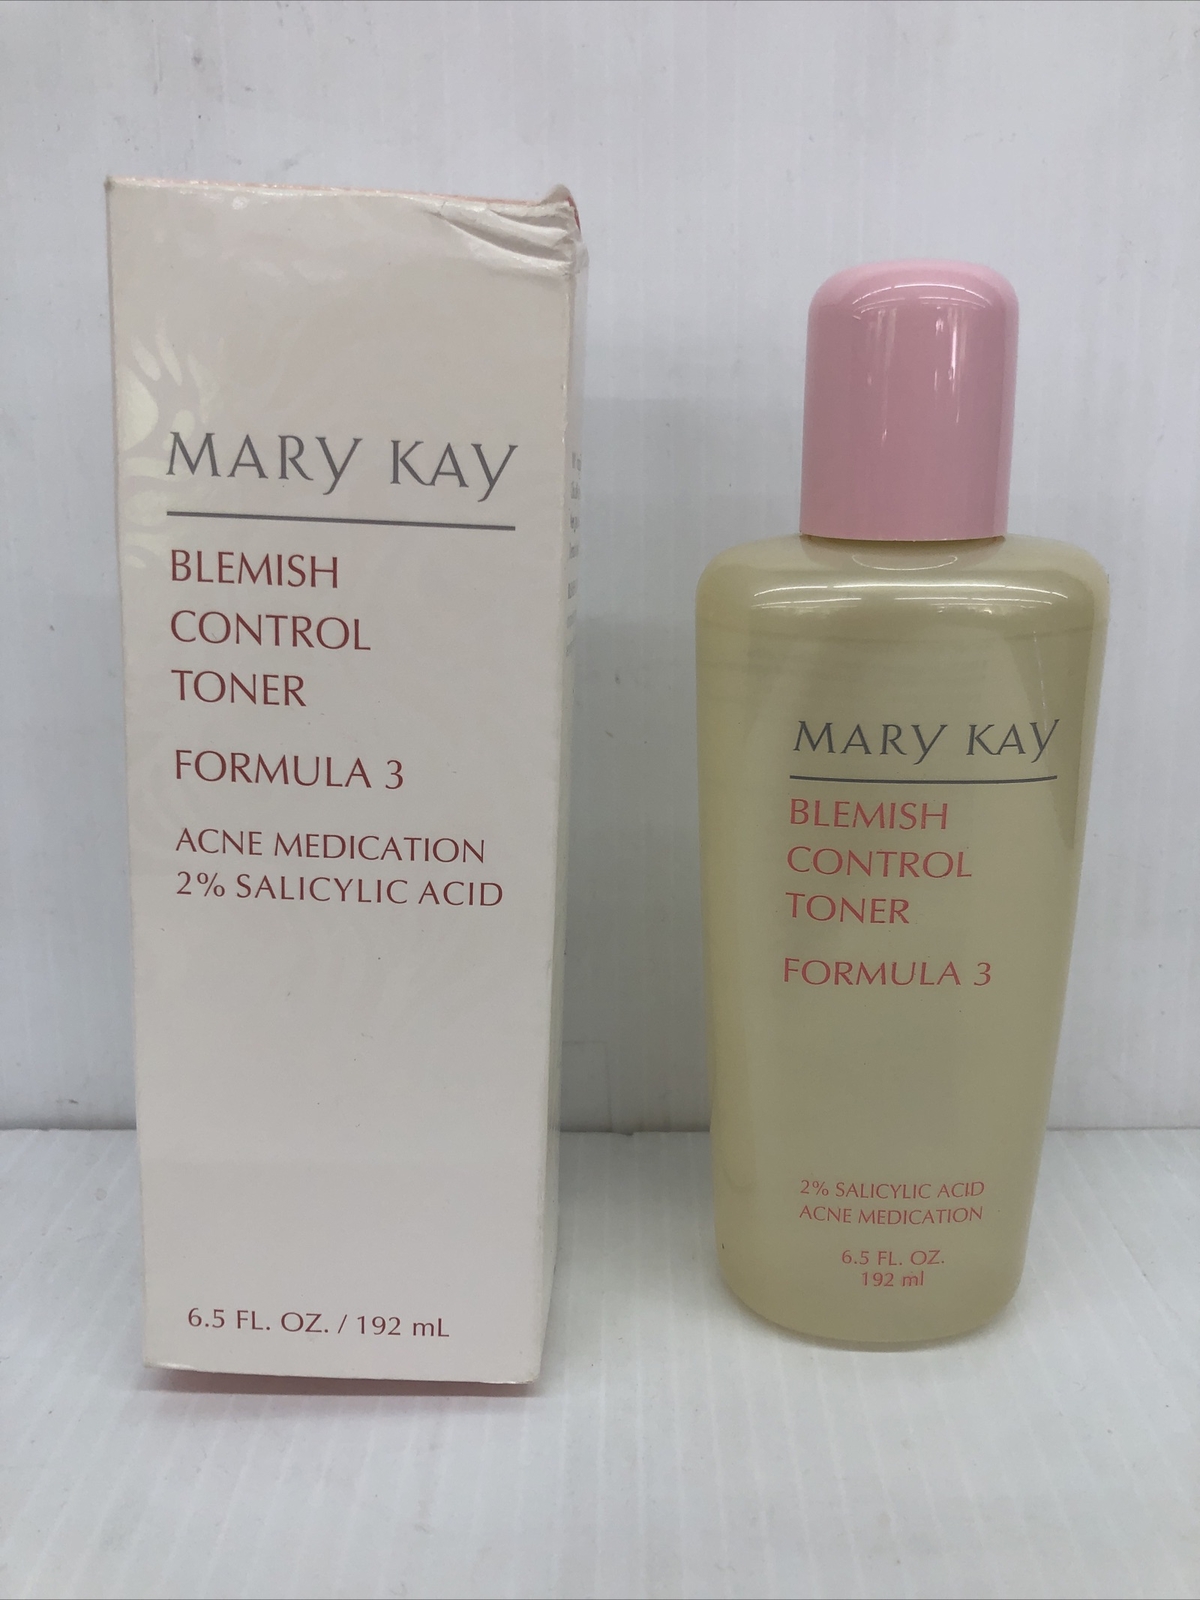 MARY KAY
BLEMISH
CONTROL
TONER
FORMULA 3
ACNE MEDICATION
2% SALICYLIC ACID
6.5 FL. OZ. / 192 mL
MARY KAY
BLEMISH
CONTROL
TONER
FORMULA 3
2% SALICYLIC ACID
ACNE MEDICATION
6.5 FL. OZ.
192 ml